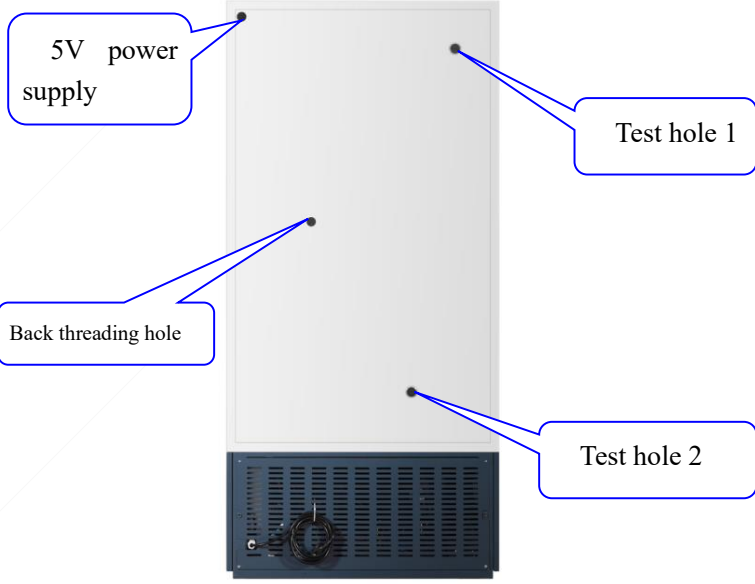 5V power
supply
Test hole 1
Back threading hole
Test hole 2